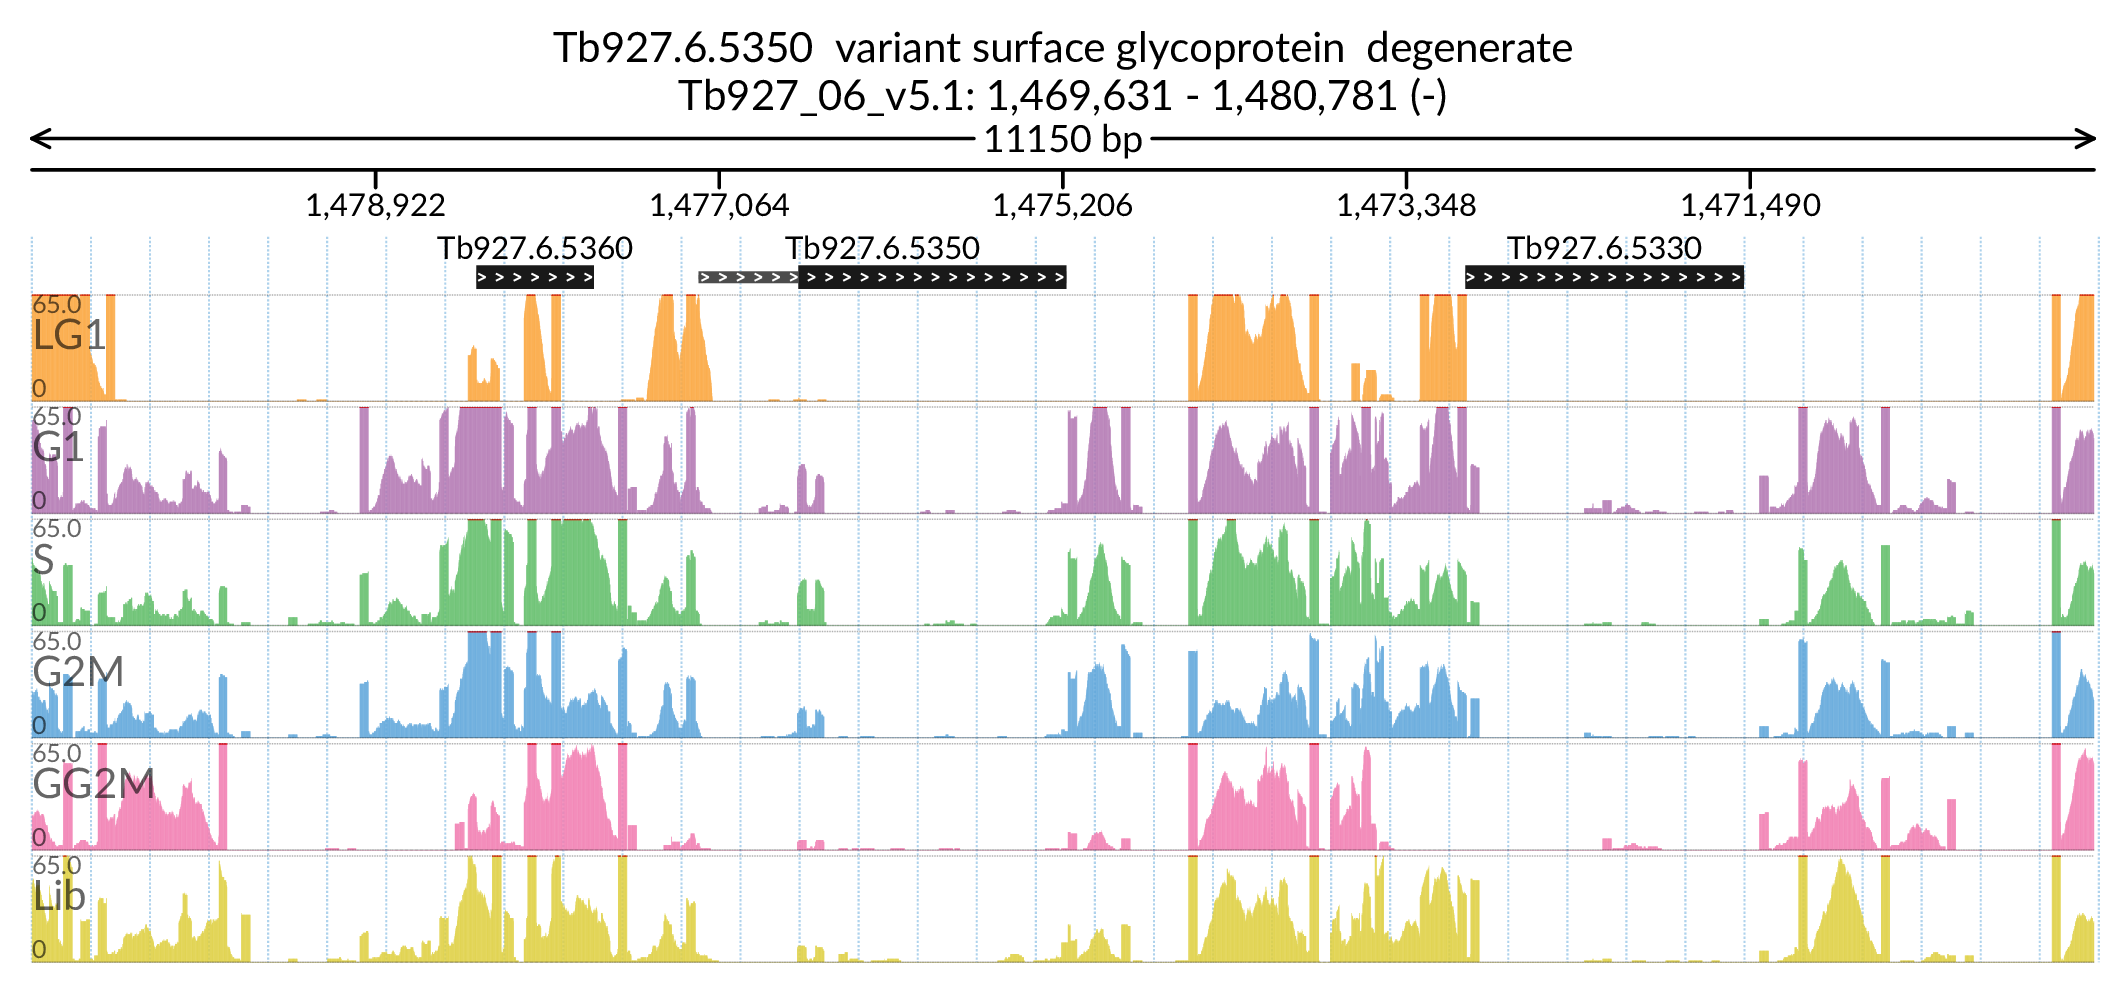 Tb927.6.5350 variant surface glycoprotein degenerate
Tb927_06_v5.1: 1,469,631 - 1,480,781 (-)
11150 bp
1,478,922 1,477,064 1,475,206 1,473,348 1,471,490
Tb927.6.5360 Tb927.6.5350 Tb927.6.5330
65.0
LG1
0
65.0
G1
0
65.0
S
0
65.0
G2M
0
65.0
GG2M
0
65.0
Lib
0